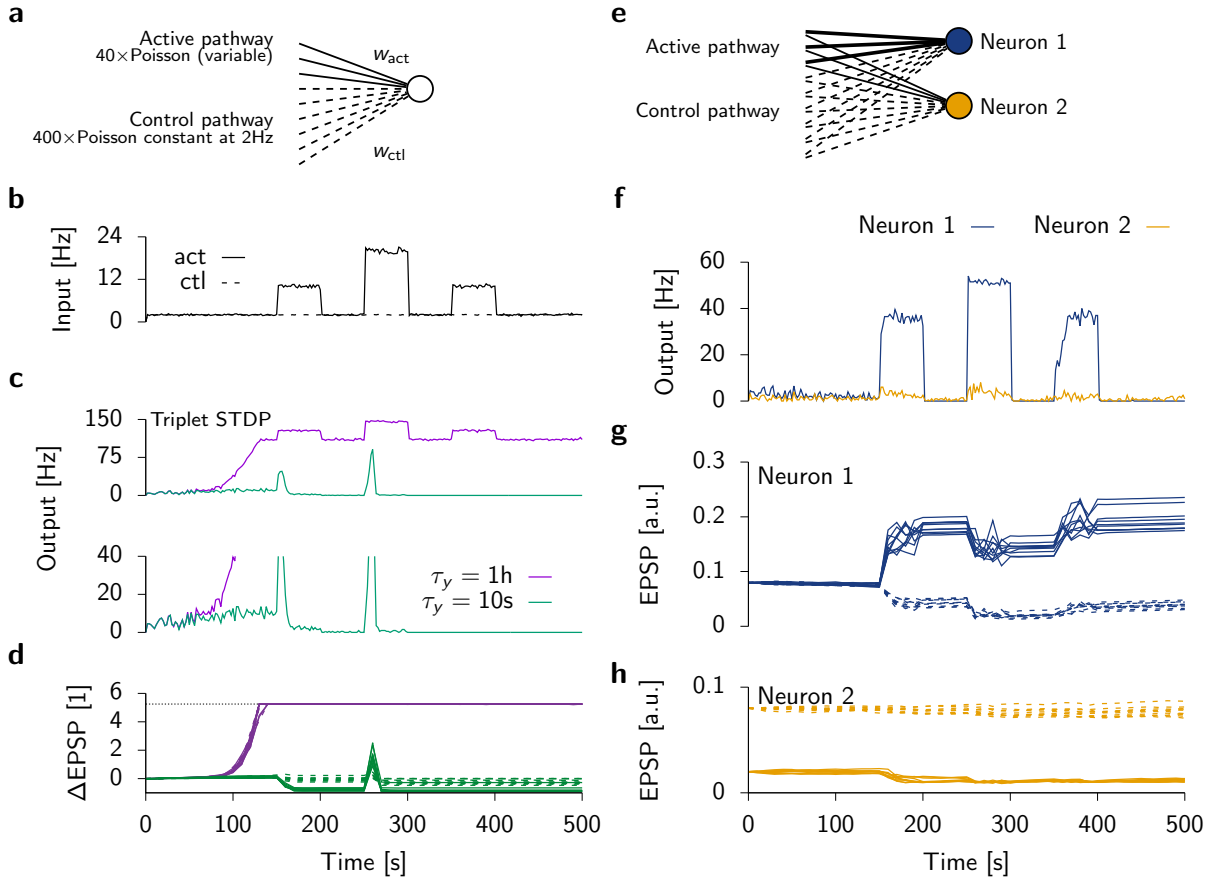 a
Active pathway
40×Poisson (variable)
w_act
Control pathway
400×Poisson constant at 2Hz
w_ctl
b
Input [Hz]
24
12
0
act
ctl
c
Output [Hz]
Triplet STDP
150
75
0
40
20
0
τ_y = 1h
τ_y = 10s
d
ΔEPSP [1]
6
4
2
0
0 100 200 300 400 500
Time [s]
e
Active pathway
Control pathway
Neuron 1
Neuron 2
f
Neuron 1
Neuron 2
Output [Hz]
60
40
20
0
g
Neuron 1
EPSP [a.u.]
0.3
0.2
0.1
0
h
Neuron 2
EPSP [a.u.]
0.1
0
0 100 200 300 400 500
Time [s]